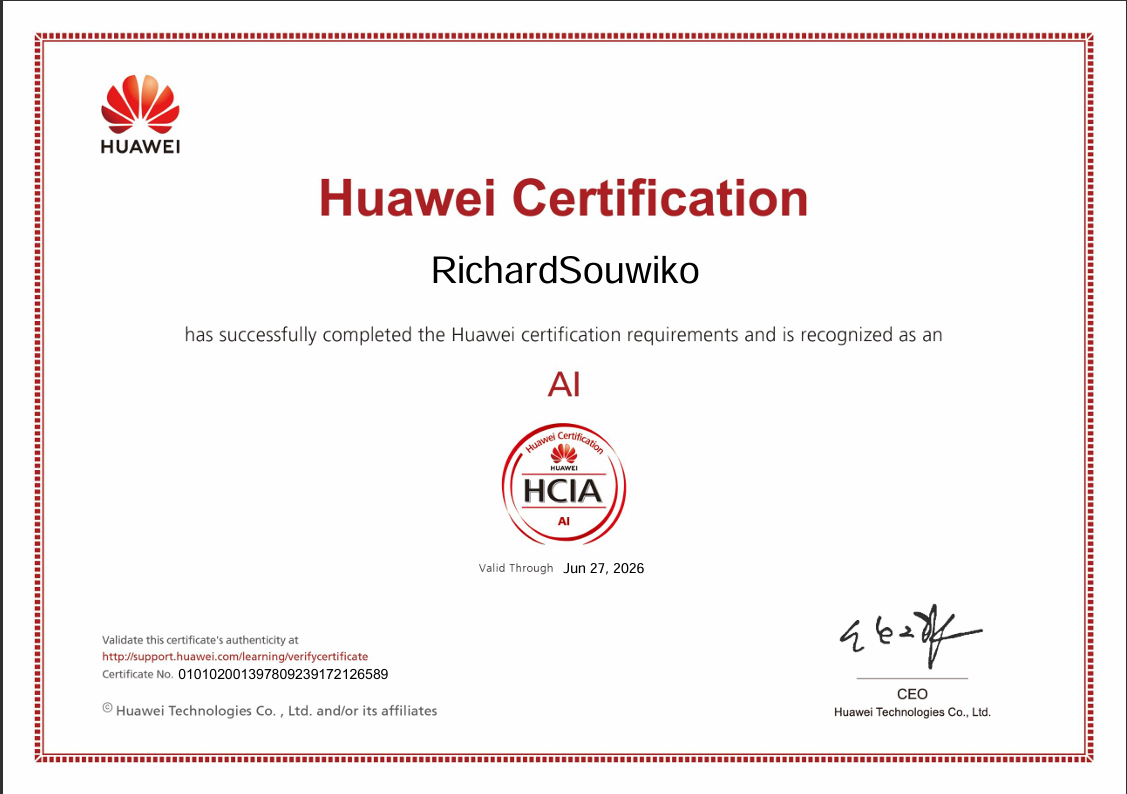 HUAWEI
Huawei Certification
RichardSouwiko
has successfully completed the Huawei certification requirements and is recognized as an
AI
Huawei Certification
HUAWEI
HCIA
AI
Valid Through Jun 27, 2026
Validate this certificate's authenticity at
http://support.huawei.com/learning/verifycertificate
Certificate No. 010102001397809239172126589
© Huawei Technologies Co. , Ltd. and/or its affiliates
CEO
Huawei Technologies Co., Ltd.